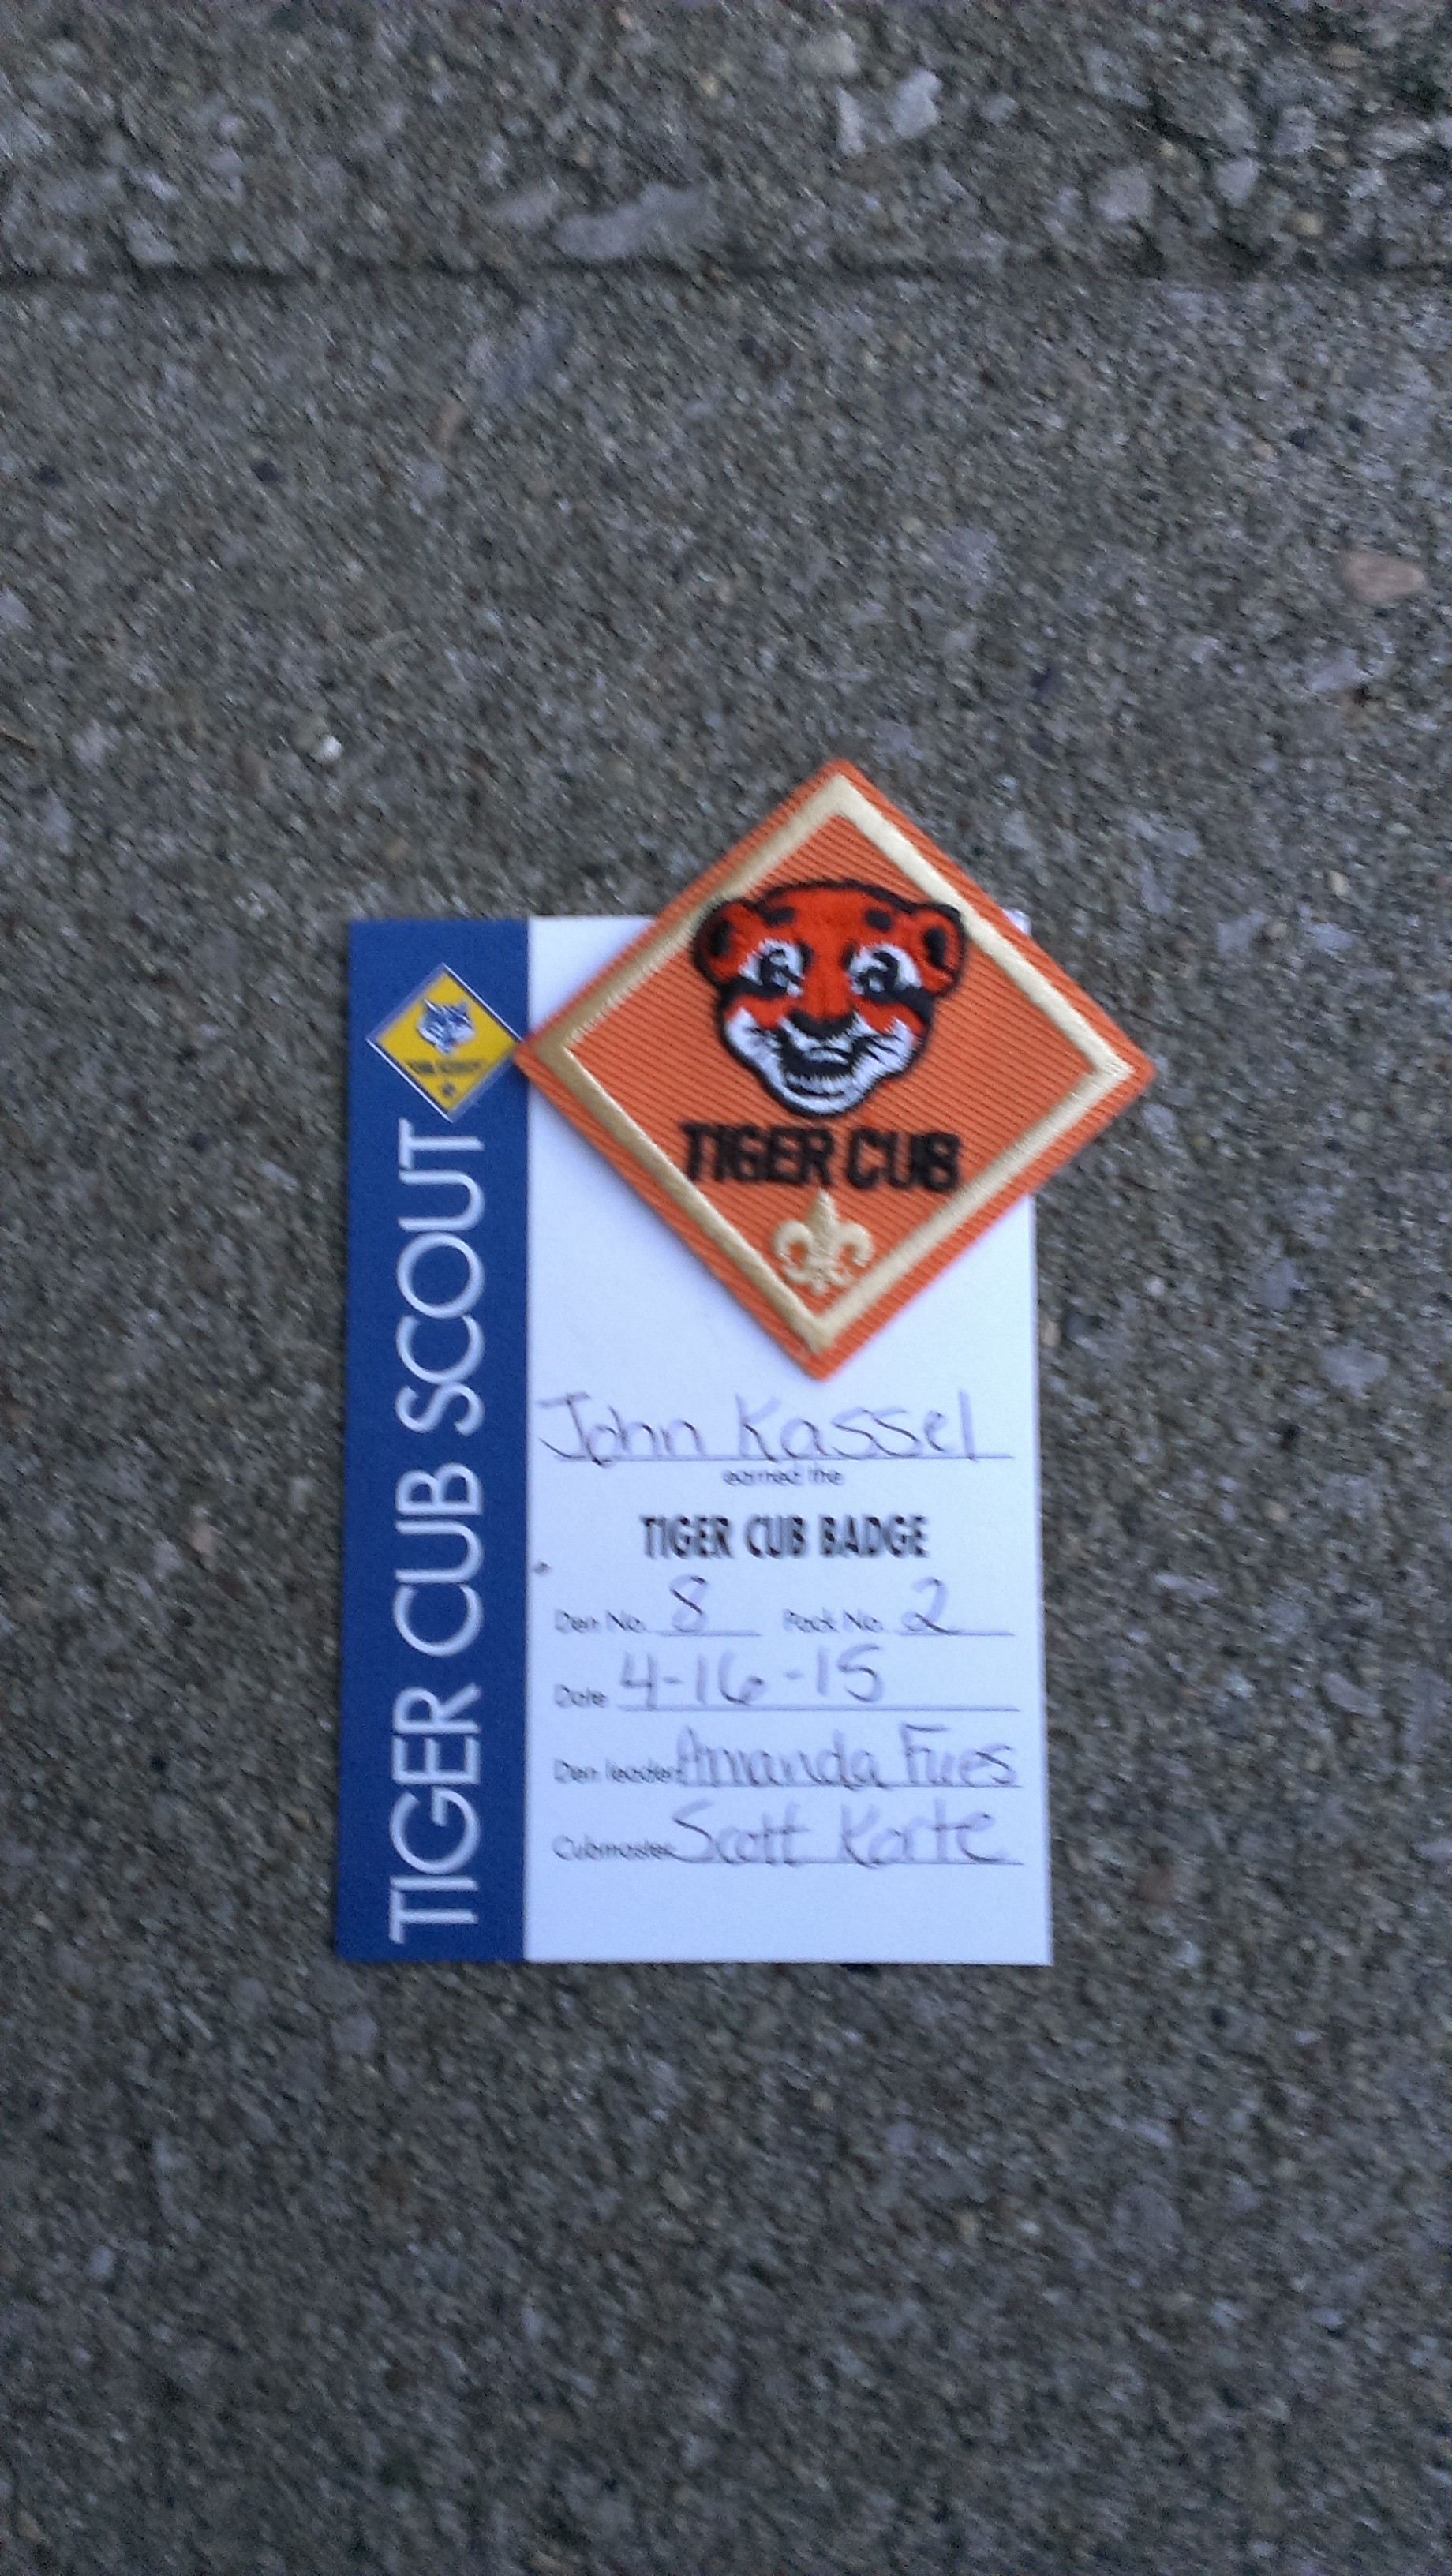 TIGER CUB
TIGER CUB SCOUT
John Kassel
earned the
TIGER CUB BADGE
Den No. 8 Pack No. 2
Date 4-16-15
Den leader Amanda Fues
Cubmaster Scott Korte